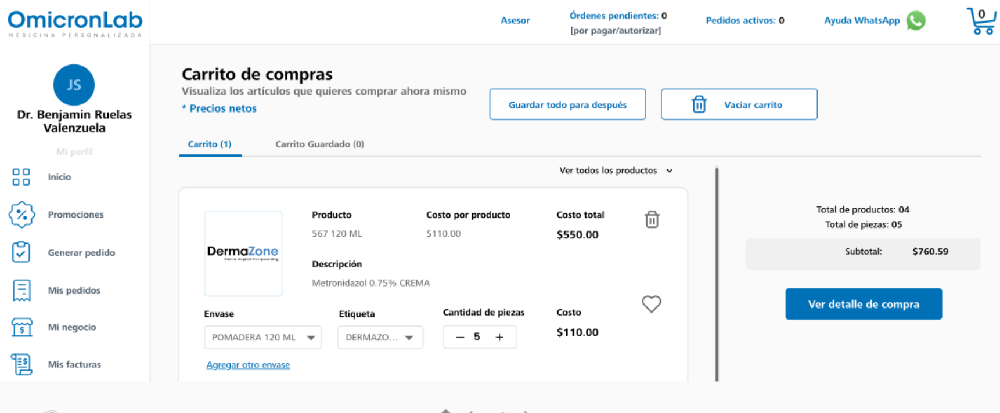 OmicronLab
MEDICINA PERSONALIZADA
Asesor
Órdenes pendientes: 0
[por pagar/autorizar]
Pedidos activos: 0
Ayuda WhatsApp
0
JS
Dr. Benjamin Ruelas
Valenzuela
Mi perfil
Inicio
Promociones
Generar pedido
Mis pedidos
Mi negocio
Mis facturas
Carrito de compras
Visualiza los artículos que quieres comprar ahora mismo
* Precios netos
Guardar todo para después
Vaciar carrito
Carrito (1)
Carrito Guardado (0)
Ver todos los productos
DermaZone
Dermatological Compounding
Producto
567 120 ML
Costo por producto
$110.00
Costo total
$550.00
Descripción
Metronidazol 0.75% CREMA
Envase
POMADERA 120 ML
Etiqueta
DERMAZO...
Cantidad de piezas
– 5 +
Costo
$110.00
Agregar otro envase
Total de productos: 04
Total de piezas: 05
Subtotal: $760.59
Ver detalle de compra